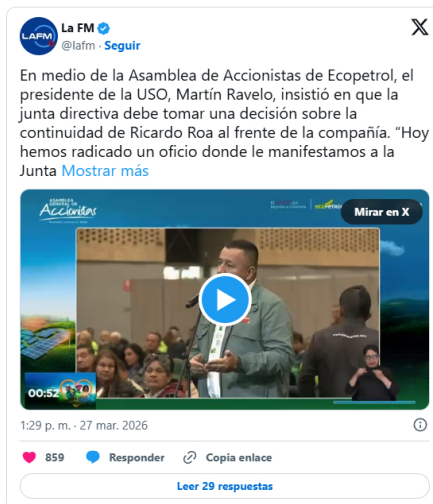 La FM
@lafm · Seguir
En medio de la Asamblea de Accionistas de Ecopetrol, el
presidente de la USO, Martín Ravelo, insistió en que la
junta directiva debe tomar una decisión sobre la
continuidad de Ricardo Roa al frente de la compañía. “Hoy
hemos radicado un oficio donde le manifestamos a la
Junta Mostrar más
LAFM
ASAMBLEA
GENERAL DE
Accionistas
Mirar en X
00:52
1:29 p. m. · 27 mar. 2026
859 Responder Copia enlace
Leer 29 respuestas